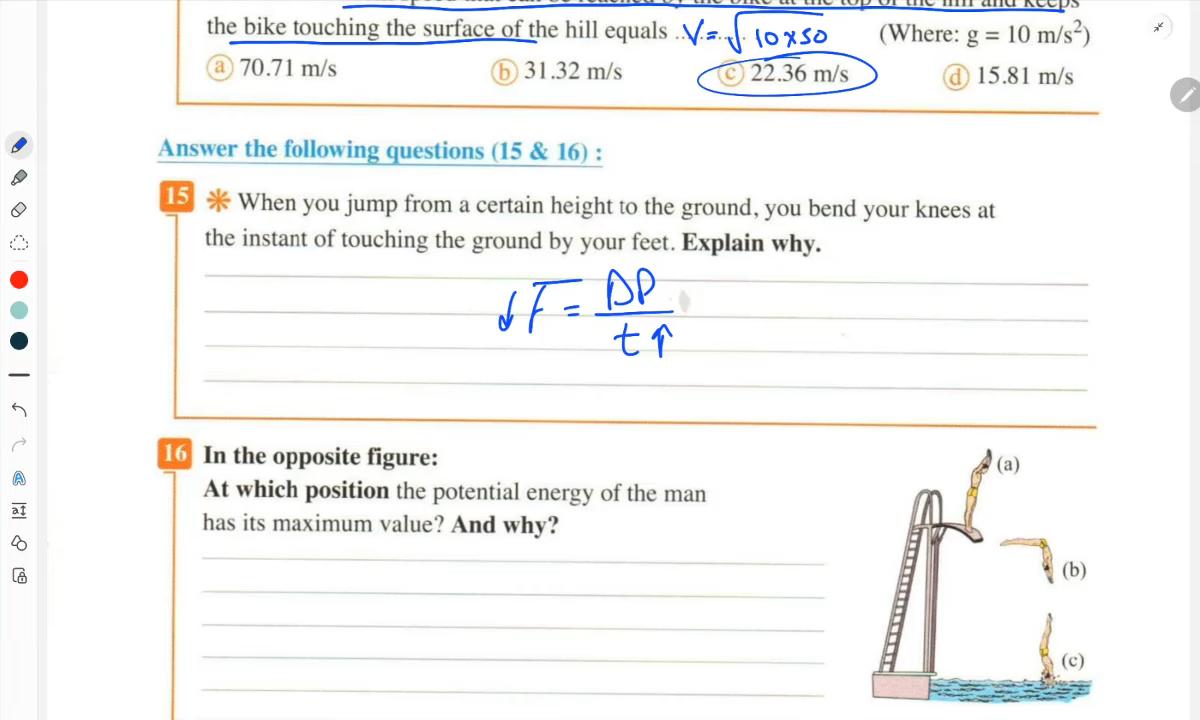 the bike touching the surface of the hill equals ........ V = √10×50 (Where: g = 10 m/s²)
a 70.71 m/s b 31.32 m/s c 22.36 m/s d 15.81 m/s
Answer the following questions (15 & 16) :
15 * When you jump from a certain height to the ground, you bend your knees at
the instant of touching the ground by your feet. Explain why.
↓F = ΔP / t↑
16 In the opposite figure:
At which position the potential energy of the man
has its maximum value? And why?
(a)
(b)
(c)